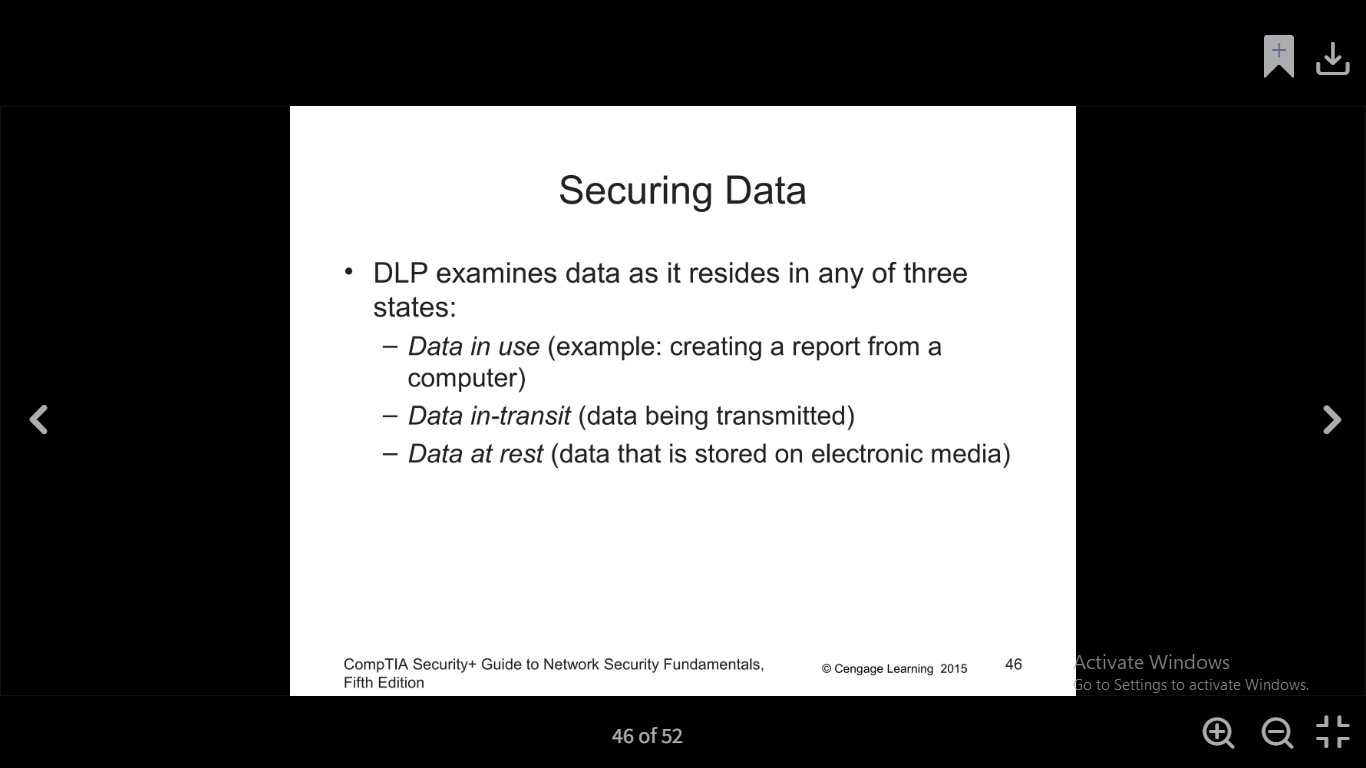 Securing Data
• DLP examines data as it resides in any of three
states:
– Data in use (example: creating a report from a
computer)
– Data in-transit (data being transmitted)
– Data at rest (data that is stored on electronic media)
CompTIA Security+ Guide to Network Security Fundamentals,
Fifth Edition
© Cengage Learning 2015
46
Activate Windows
Go to Settings to activate Windows.
46 of 52